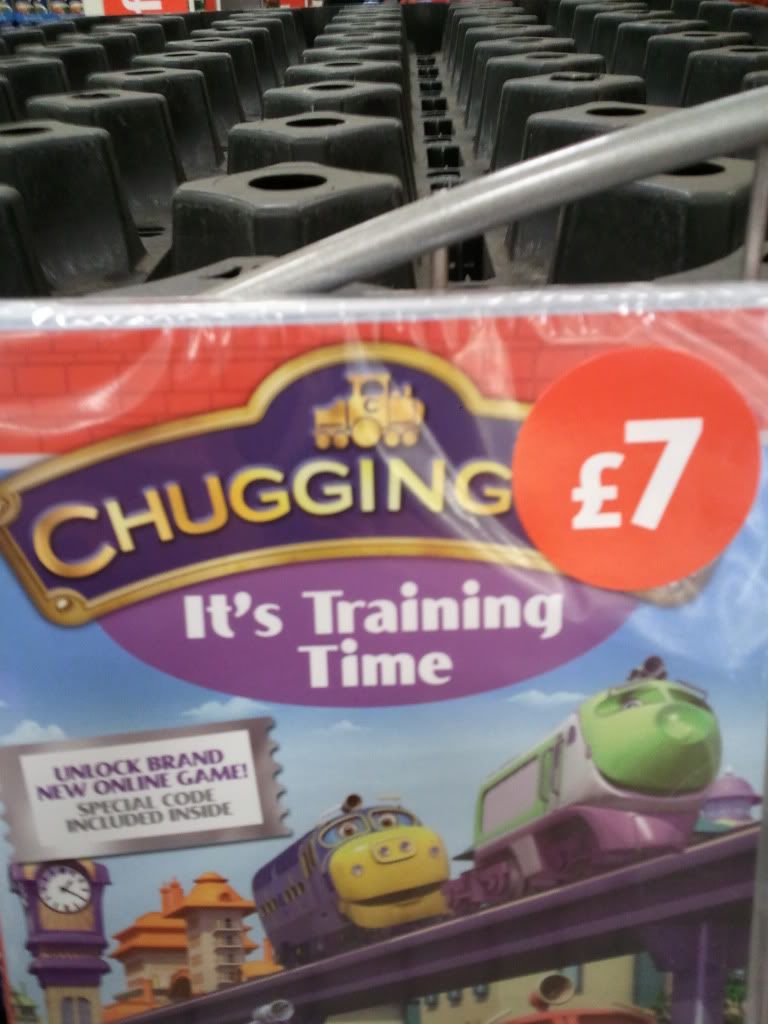 CHUGGING
£7
It's Training
Time
UNLOCK BRAND
NEW ONLINE GAME!
SPECIAL CODE
INCLUDED INSIDE
C